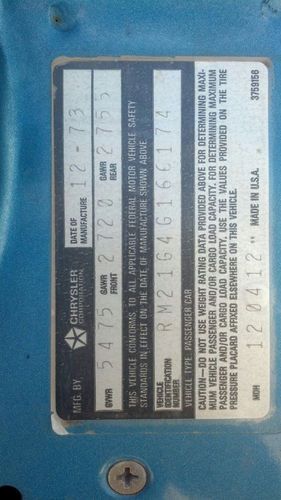 MFG. BY
CHRYSLER
CORPORATION
DATE OF
MANUFACTURE
12-73
GVWR
5475
GAWR
FRONT
2720
GAWR
REAR
2755
THIS VEHICLE CONFORMS TO ALL APPLICABLE FEDERAL MOTOR VEHICLE SAFETY
STANDARDS IN EFFECT ON THE DATE OF MANUFACTURE SHOWN ABOVE
VEHICLE
IDENTIFICATION
NUMBER
RM21G4G166174
VEHICLE TYPE: PASSENGER CAR
CAUTION—DO NOT USE WEIGHT RATING DATA PROVIDED ABOVE FOR DETERMINING MAXI-
MUM VEHICLE PASSENGER AND/OR CARGO LOAD CAPACITY. FOR DETERMINING MAXIMUM
PASSENGER AND/OR CARGO LOAD CAPACITY, USE THE VALUES PROVIDED ON THE TIRE
PRESSURE PLACARD AFFIXED ELSEWHERE ON THIS VEHICLE.
MDH
120412
MADE IN U.S.A.
3759156